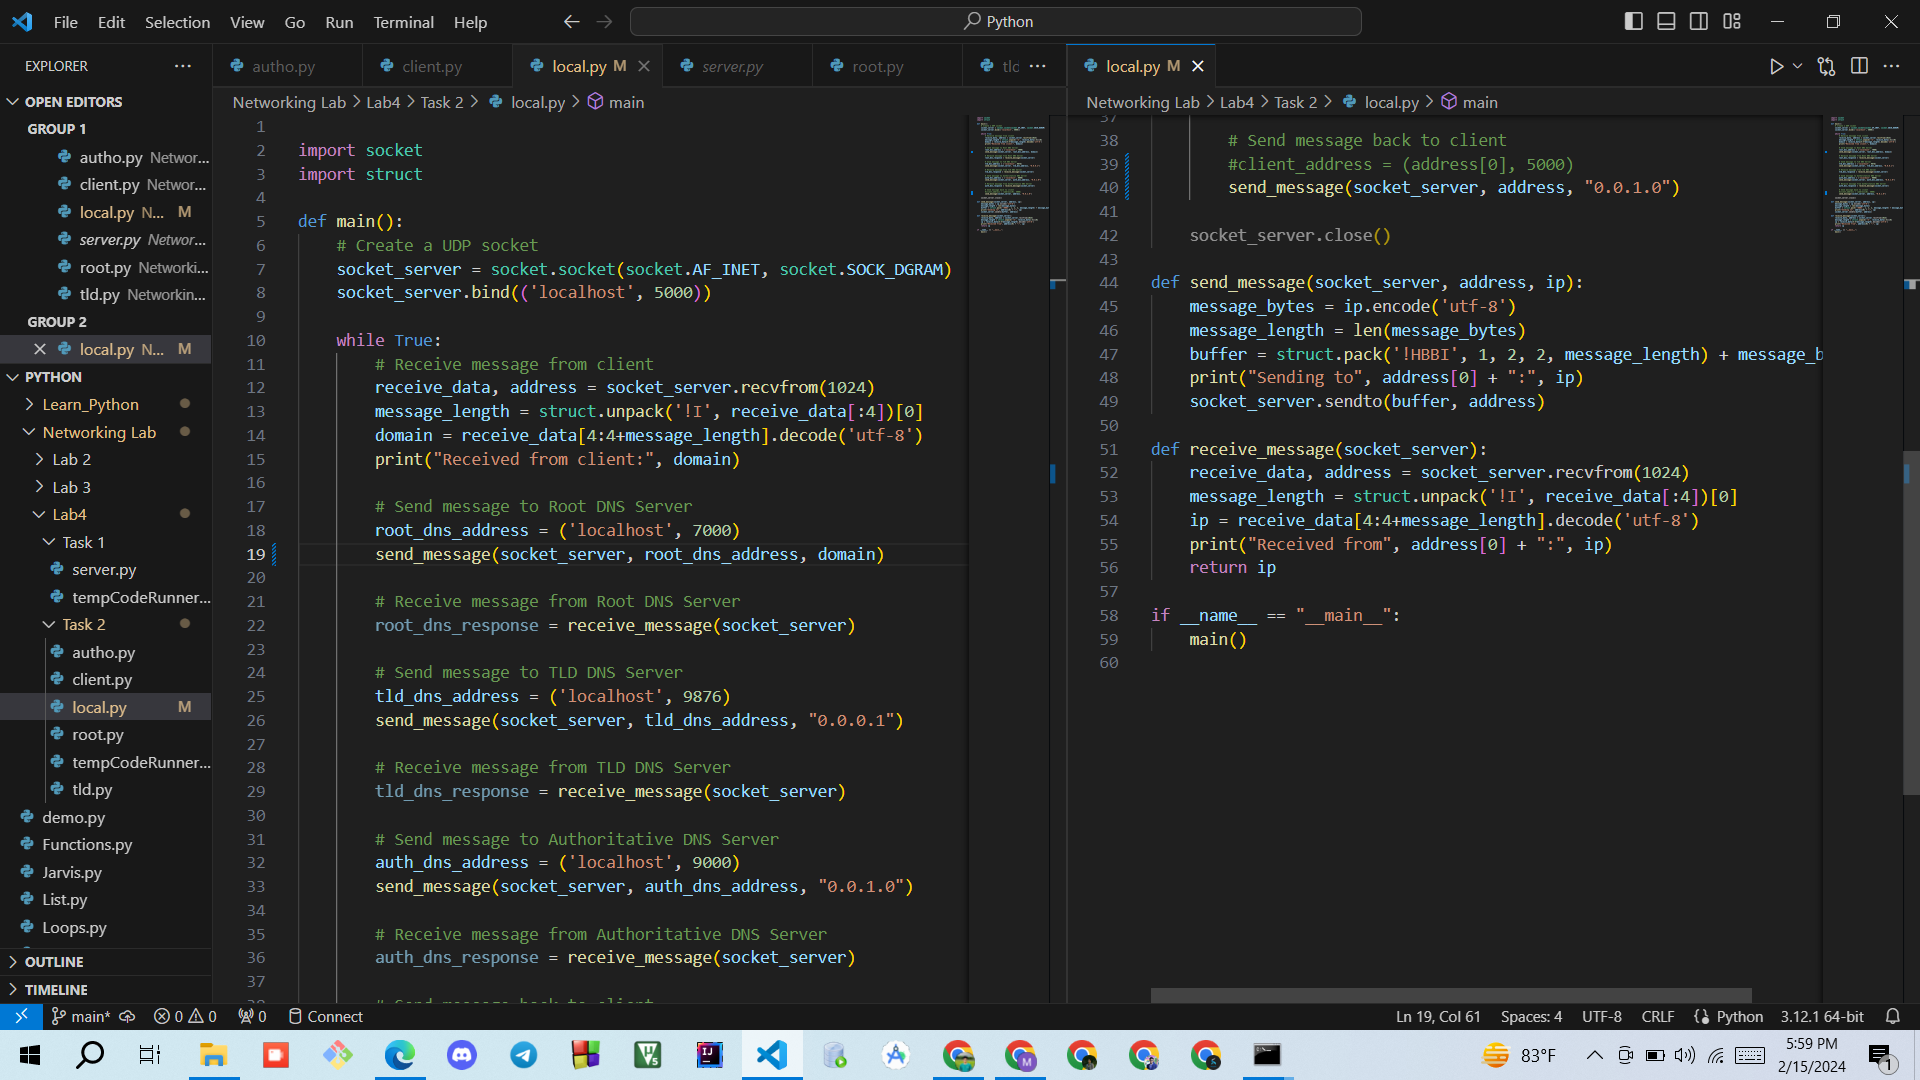 File Edit Selection View Go Run Terminal Help
Python
EXPLORER
OPEN EDITORS
GROUP 1
autho.py Networ...
client.py Networ...
local.py N... M
server.py Networ...
root.py Networki...
tld.py Networkin...
GROUP 2
local.py N... M
PYTHON
Learn_Python
Networking Lab
Lab 2
Lab 3
Lab4
Task 1
server.py
tempCodeRunner...
Task 2
autho.py
client.py
local.py M
root.py
tempCodeRunner...
tld.py
demo.py
Functions.py
Jarvis.py
List.py
Loops.py
OUTLINE
TIMELINE
autho.py client.py local.py M server.py root.py tlc
Networking Lab > Lab4 > Task 2 > local.py > main
1
2 import socket
3 import struct
4
5 def main():
6 # Create a UDP socket
7 socket_server = socket.socket(socket.AF_INET, socket.SOCK_DGRAM)
8 socket_server.bind(('localhost', 5000))
9
10 while True:
11 # Receive message from client
12 receive_data, address = socket_server.recvfrom(1024)
13 message_length = struct.unpack('!I', receive_data[:4])[0]
14 domain = receive_data[4:4+message_length].decode('utf-8')
15 print("Received from client:", domain)
16
17 # Send message to Root DNS Server
18 root_dns_address = ('localhost', 7000)
19 send_message(socket_server, root_dns_address, domain)
20
21 # Receive message from Root DNS Server
22 root_dns_response = receive_message(socket_server)
23
24 # Send message to TLD DNS Server
25 tld_dns_address = ('localhost', 9876)
26 send_message(socket_server, tld_dns_address, "0.0.0.1")
27
28 # Receive message from TLD DNS Server
29 tld_dns_response = receive_message(socket_server)
30
31 # Send message to Authoritative DNS Server
32 auth_dns_address = ('localhost', 9000)
33 send_message(socket_server, auth_dns_address, "0.0.1.0")
34
35 # Receive message from Authoritative DNS Server
36 auth_dns_response = receive_message(socket_server)
37
38 # Send message back to client
local.py M
Networking Lab > Lab4 > Task 2 > local.py > main
37
38 # Send message back to client
39 #client_address = (address[0], 5000)
40 send_message(socket_server, address, "0.0.1.0")
41
42 socket_server.close()
43
44 def send_message(socket_server, address, ip):
45 message_bytes = ip.encode('utf-8')
46 message_length = len(message_bytes)
47 buffer = struct.pack('!HBBI', 1, 2, 2, message_length) + message_b
48 print("Sending to", address[0] + ":", ip)
49 socket_server.sendto(buffer, address)
50
51 def receive_message(socket_server):
52 receive_data, address = socket_server.recvfrom(1024)
53 message_length = struct.unpack('!I', receive_data[:4])[0]
54 ip = receive_data[4:4+message_length].decode('utf-8')
55 print("Received from", address[0] + ":", ip)
56 return ip
57
58 if __name__ == "__main__":
59 main()
60
main* 0 0 0 Connect
Ln 19, Col 61 Spaces: 4 UTF-8 CRLF Python 3.12.1 64-bit
83°F
5:59 PM
2/15/2024
1